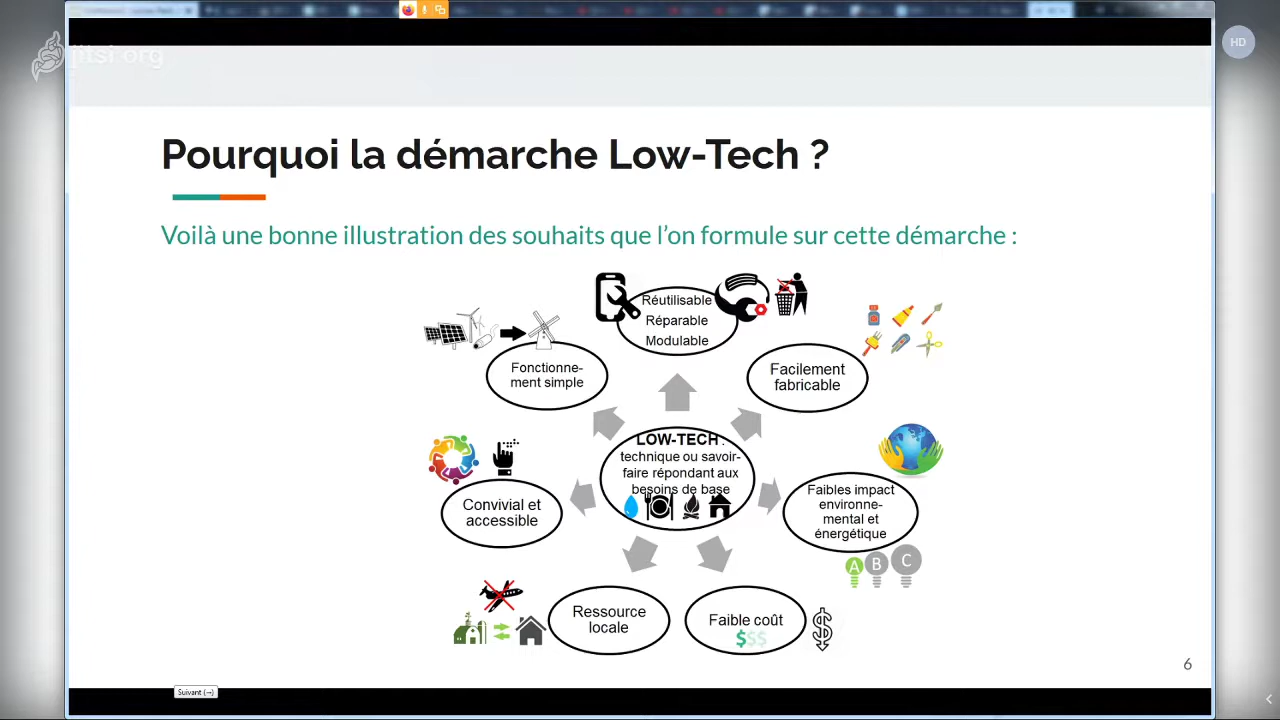 jitsi.org
HD
Pourquoi la démarche Low-Tech ?
Voilà une bonne illustration des souhaits que l’on formule sur cette démarche :
Réutilisable
Réparable
Modulable
Fonctionne-
ment simple
Facilement
fabricable
LOW-TECH :
technique ou savoir-
faire répondant aux
besoins de base
Convivial et
accessible
Faibles impact
environne-
mental et
énergétique
A B C
Ressource
locale
Faible coût
$$$
6
Suivant (→)